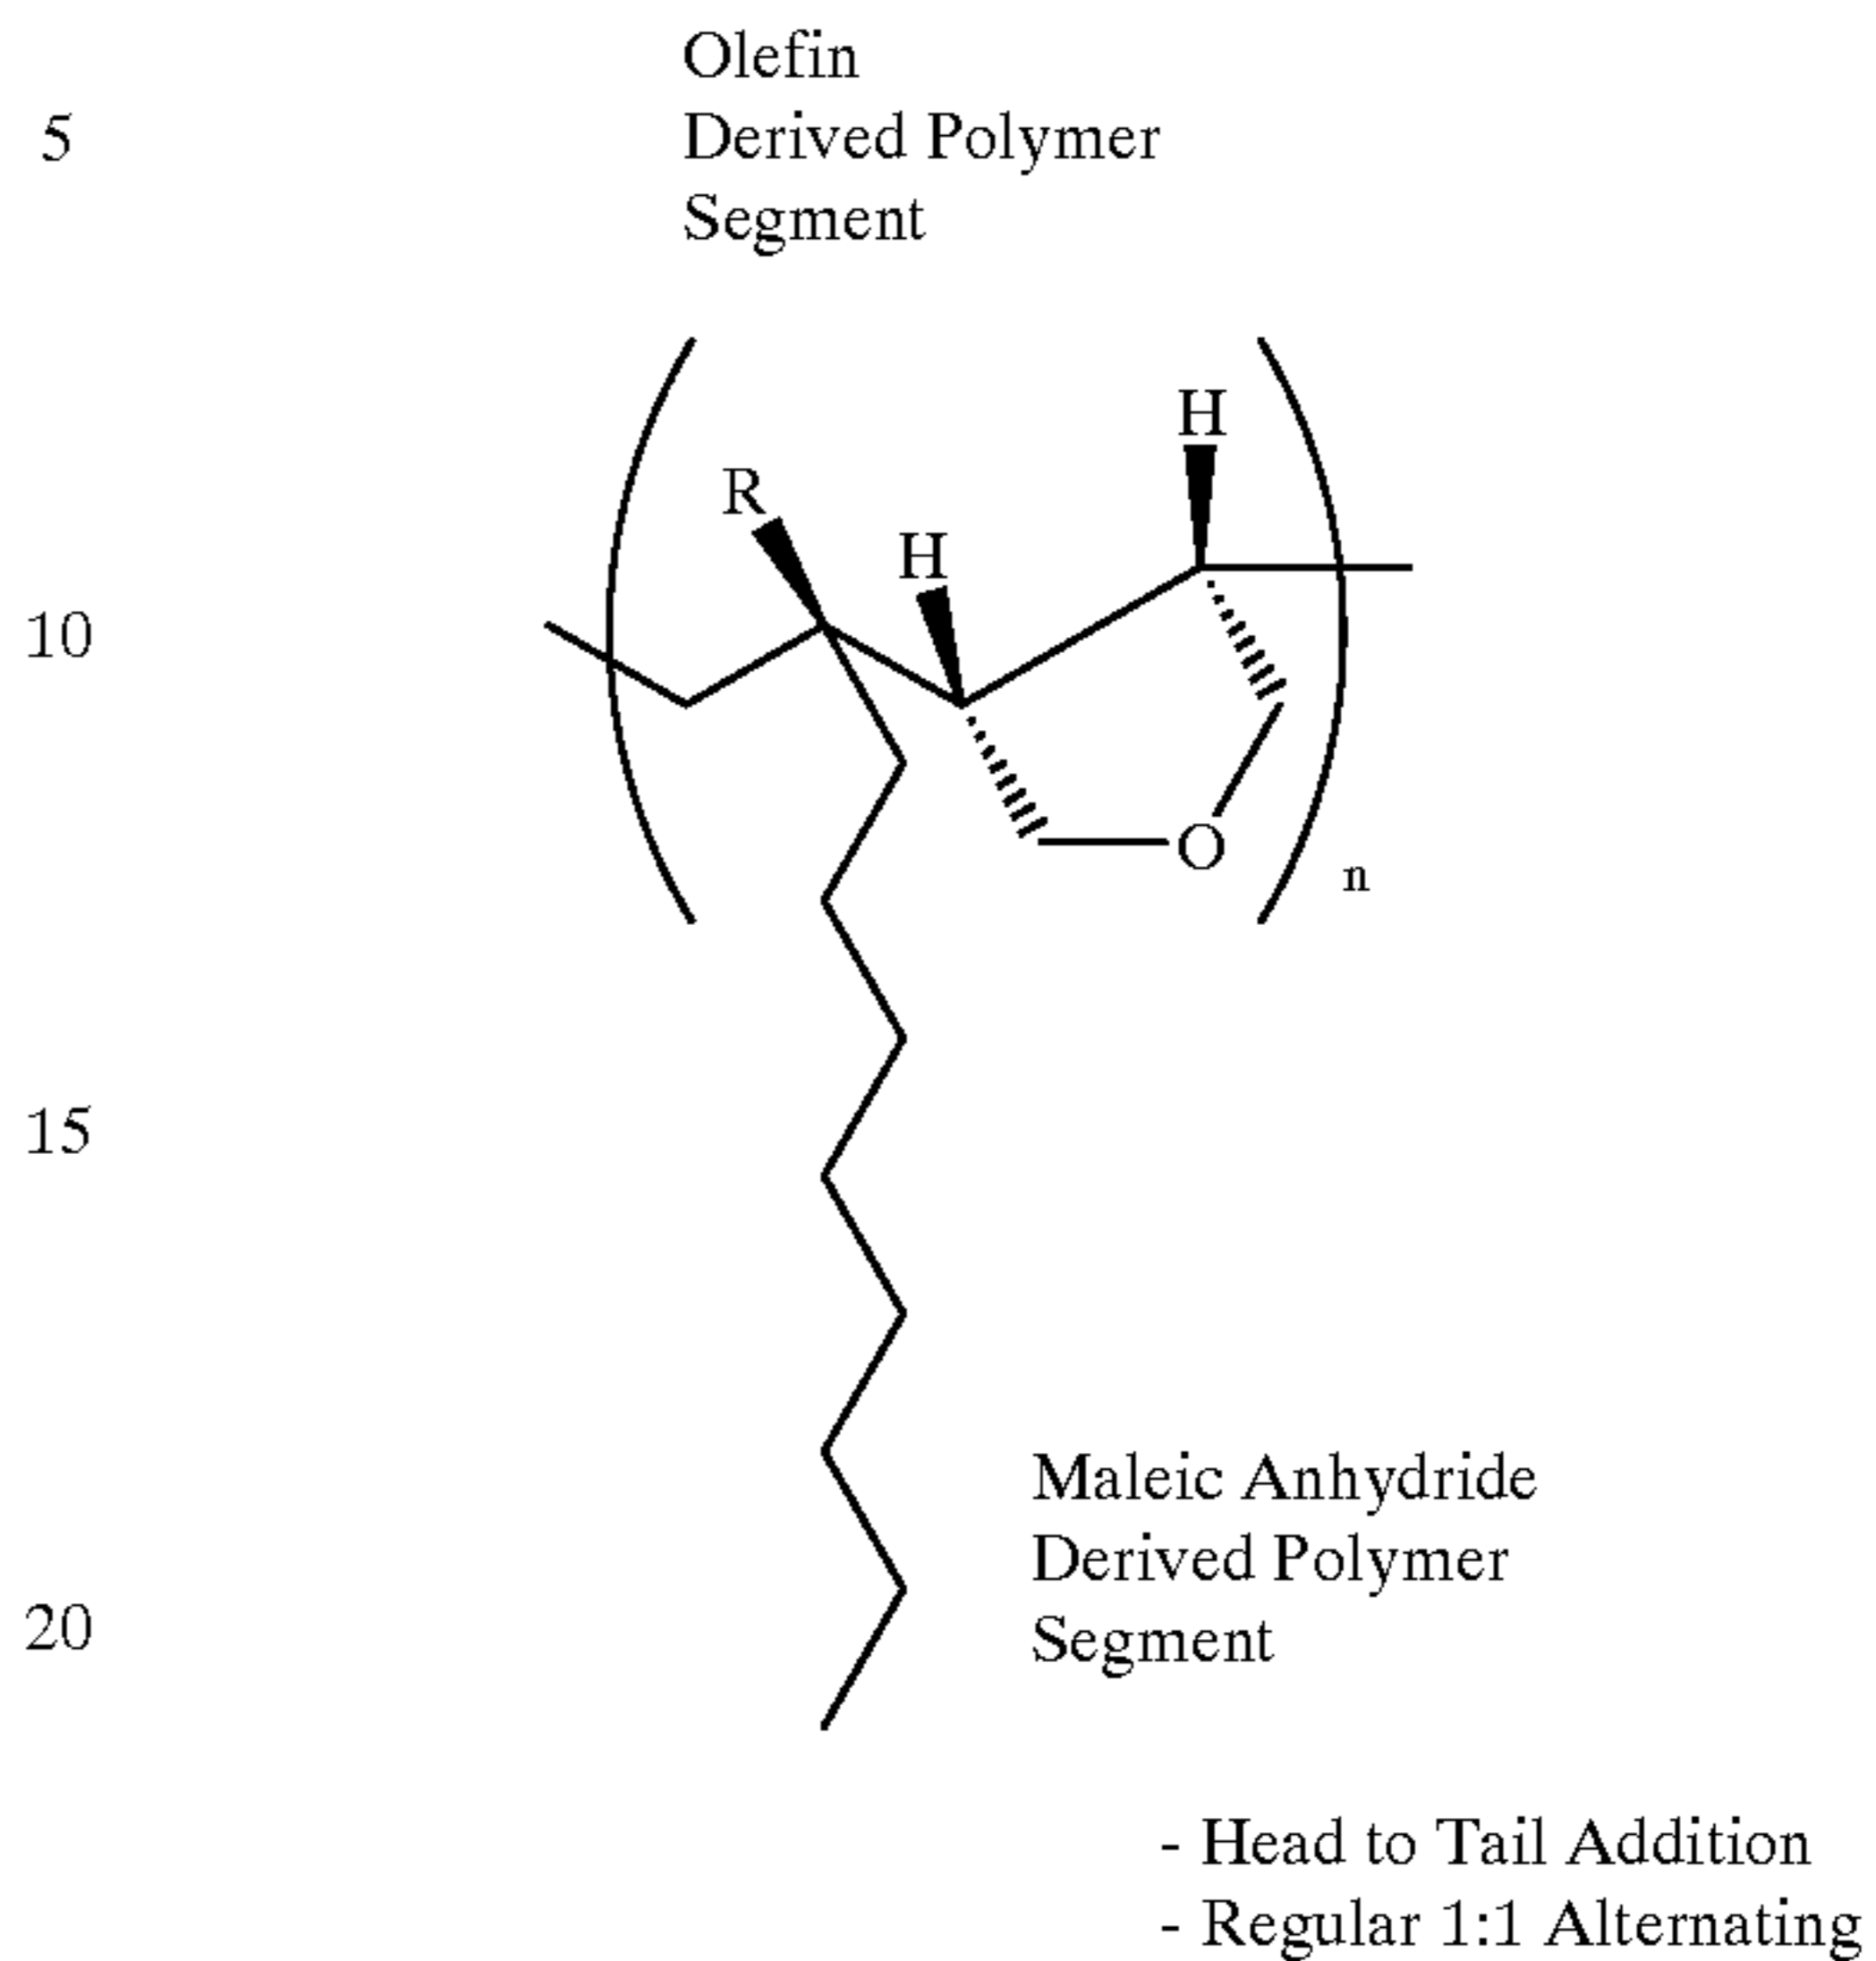 Olefin
5
Derived Polymer
Segment
H
R
H
10
O
n
15
Maleic Anhydride
Derived Polymer
20
Segment
- Head to Tail Addition
- Regular 1:1 Alternating